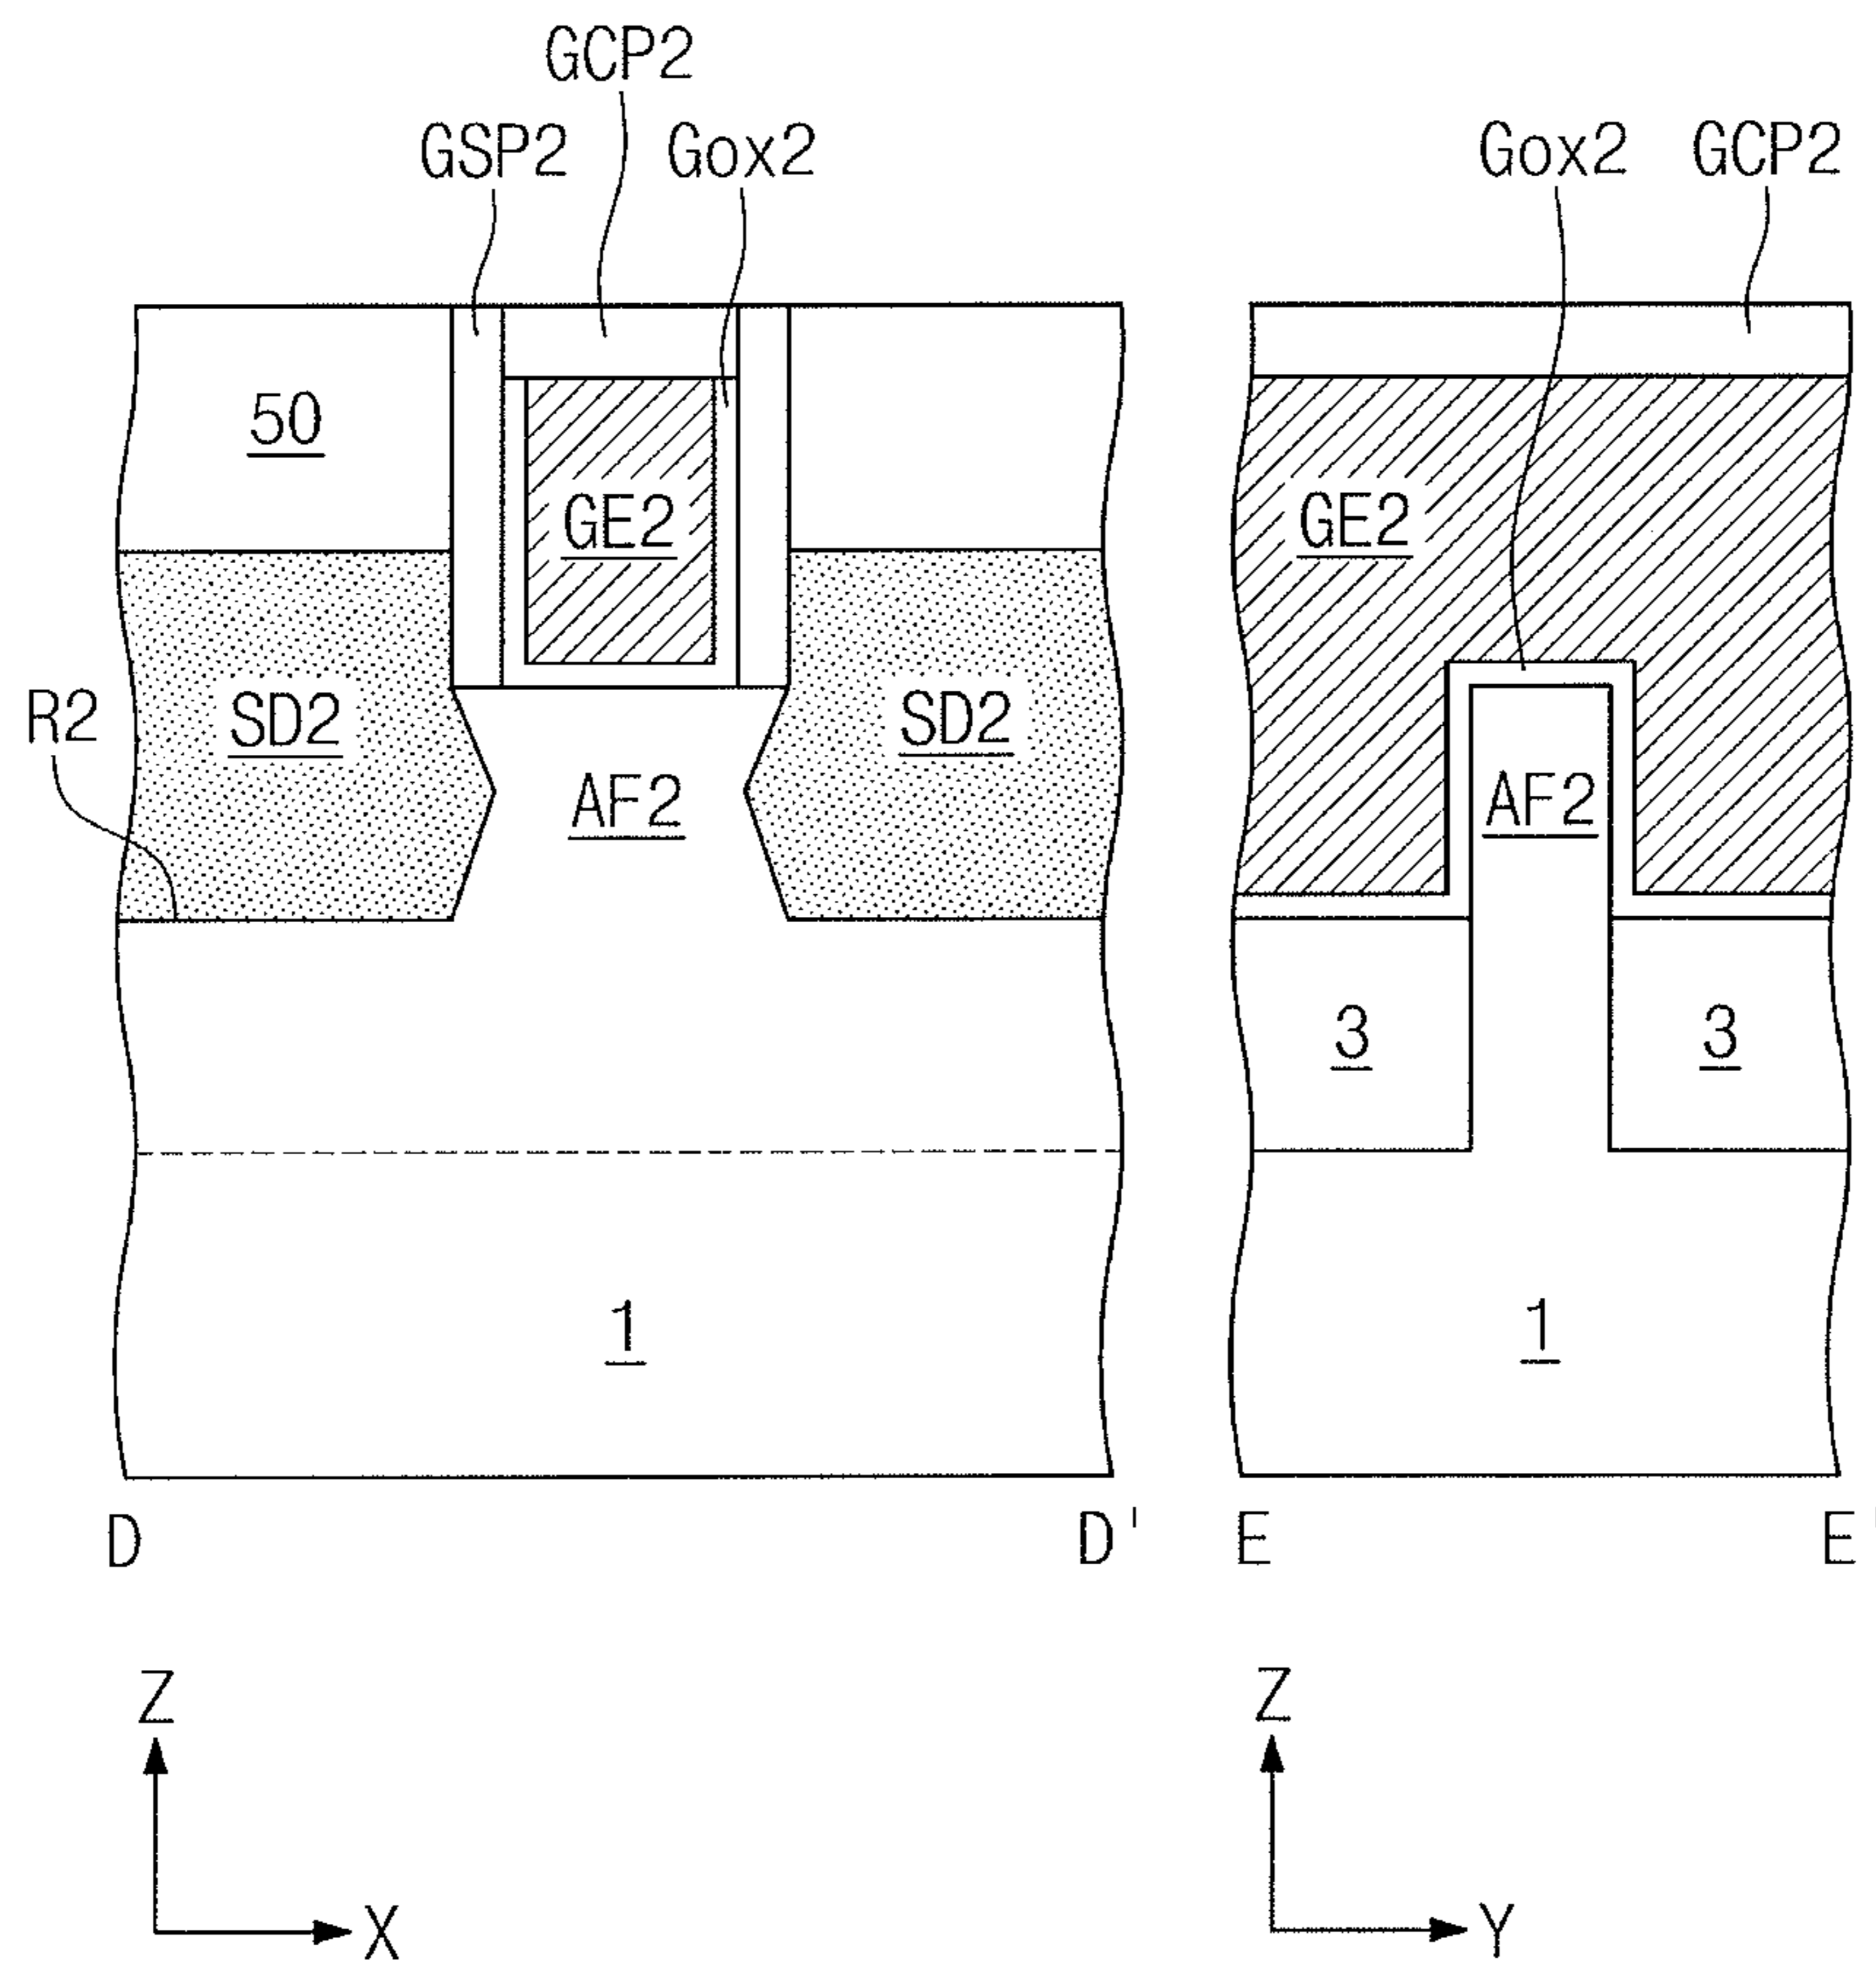 GCP2
GSP2 Gox2 Gox2 GCP2
50
GE2 GE2
R2 SD2 SD2
AF2 AF2
3 3
1 1
D D' E E'
Z Z
X Y